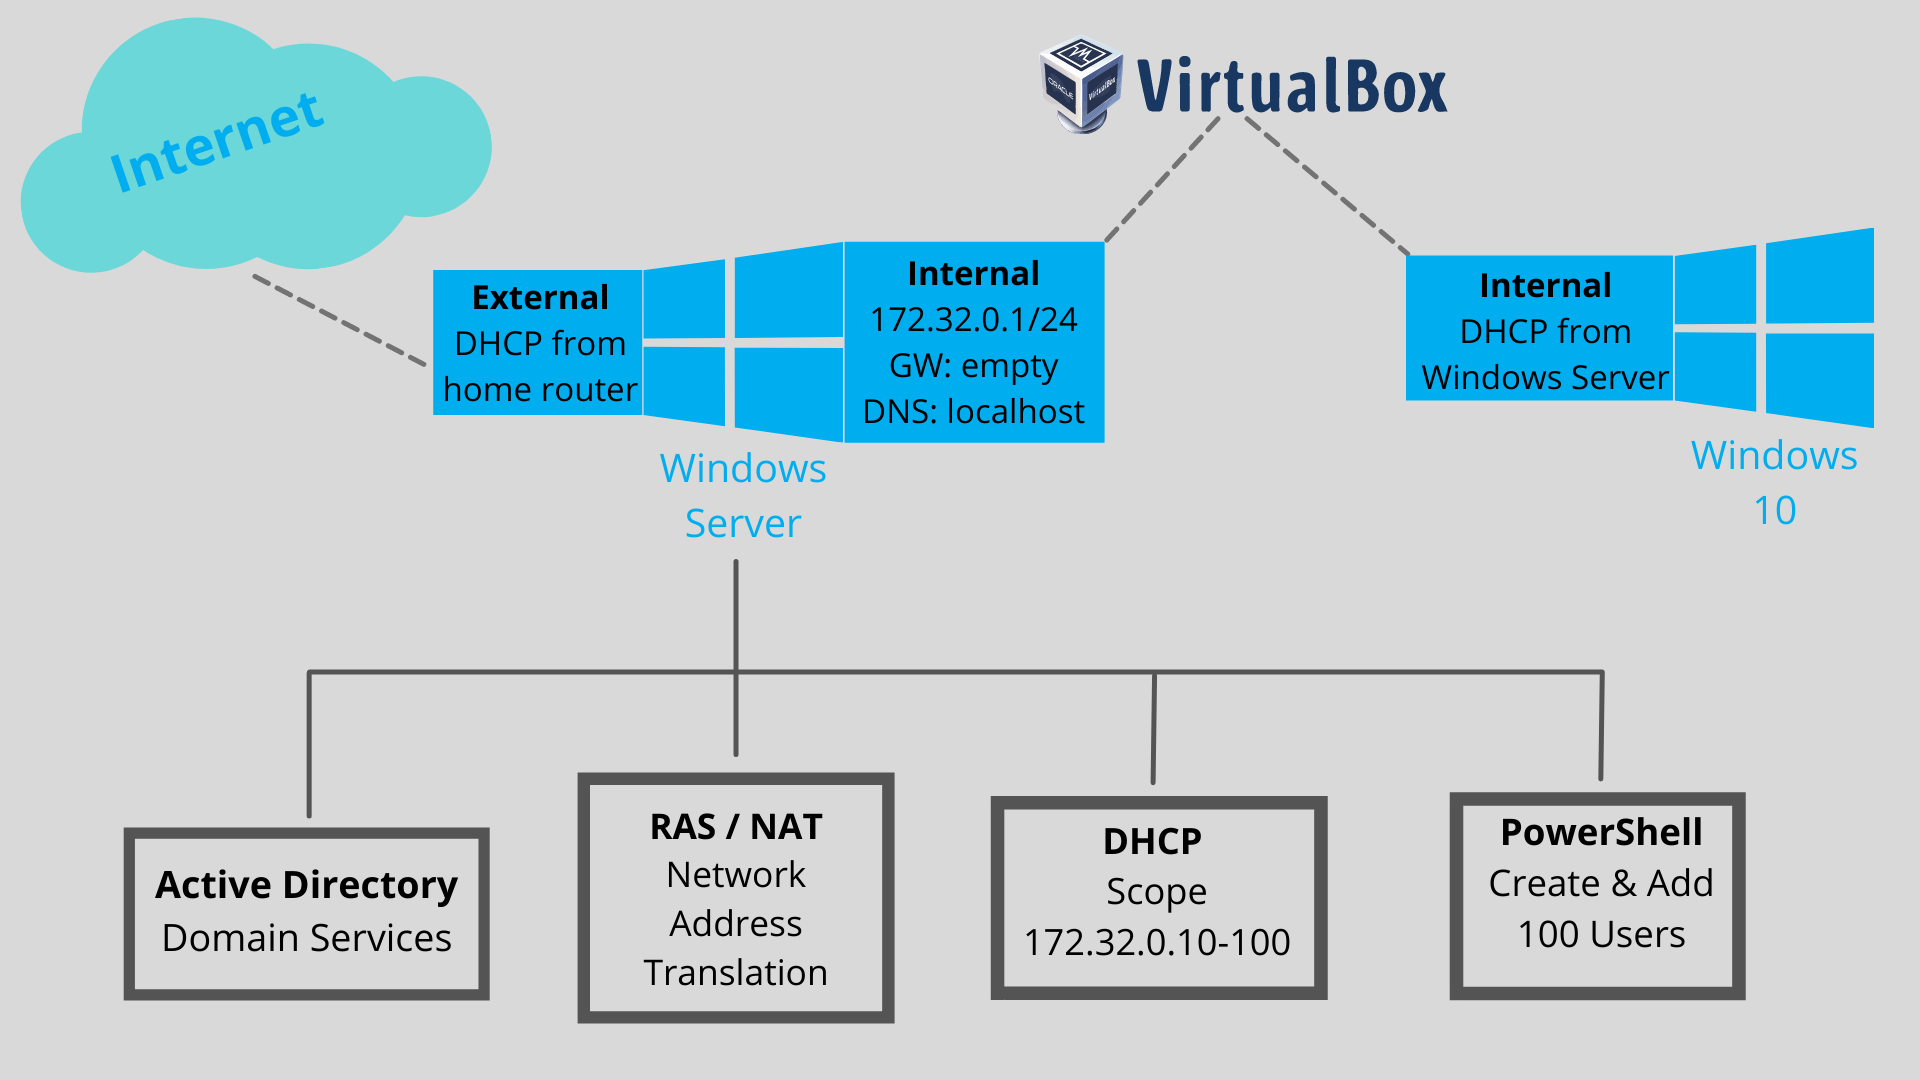 Internet
ORACLE
VirtualBox
VirtualBox
External
DHCP from
home router
Internal
172.32.0.1/24
GW: empty
DNS: localhost
Internal
DHCP from
Windows Server
Windows
Server
Windows
10
Active Directory
Domain Services
RAS / NAT
Network
Address
Translation
DHCP
Scope
172.32.0.10-100
PowerShell
Create & Add
100 Users